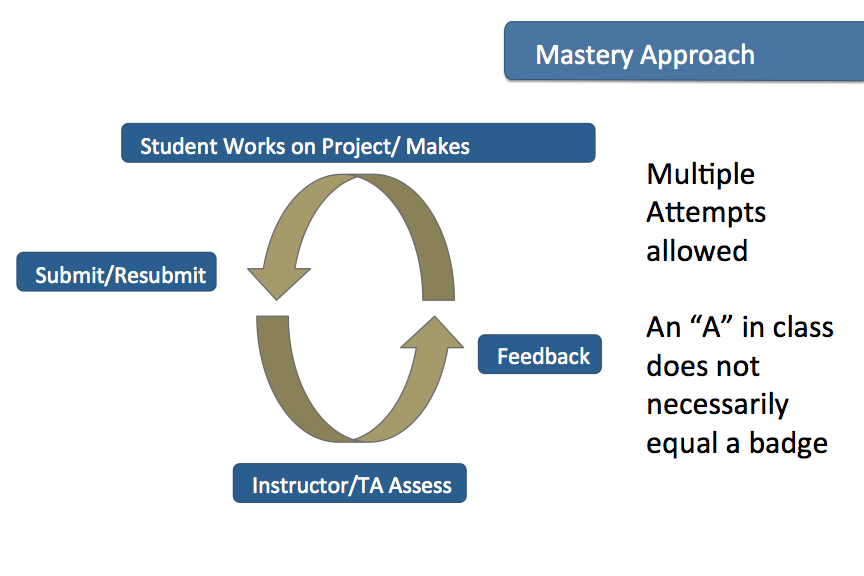 Mastery Approach
Student Works on Project/ Makes
Submit/Resubmit
Feedback
Instructor/TA Assess
Multiple
Attempts
allowed
An “A” in class
does not
necessarily
equal a badge